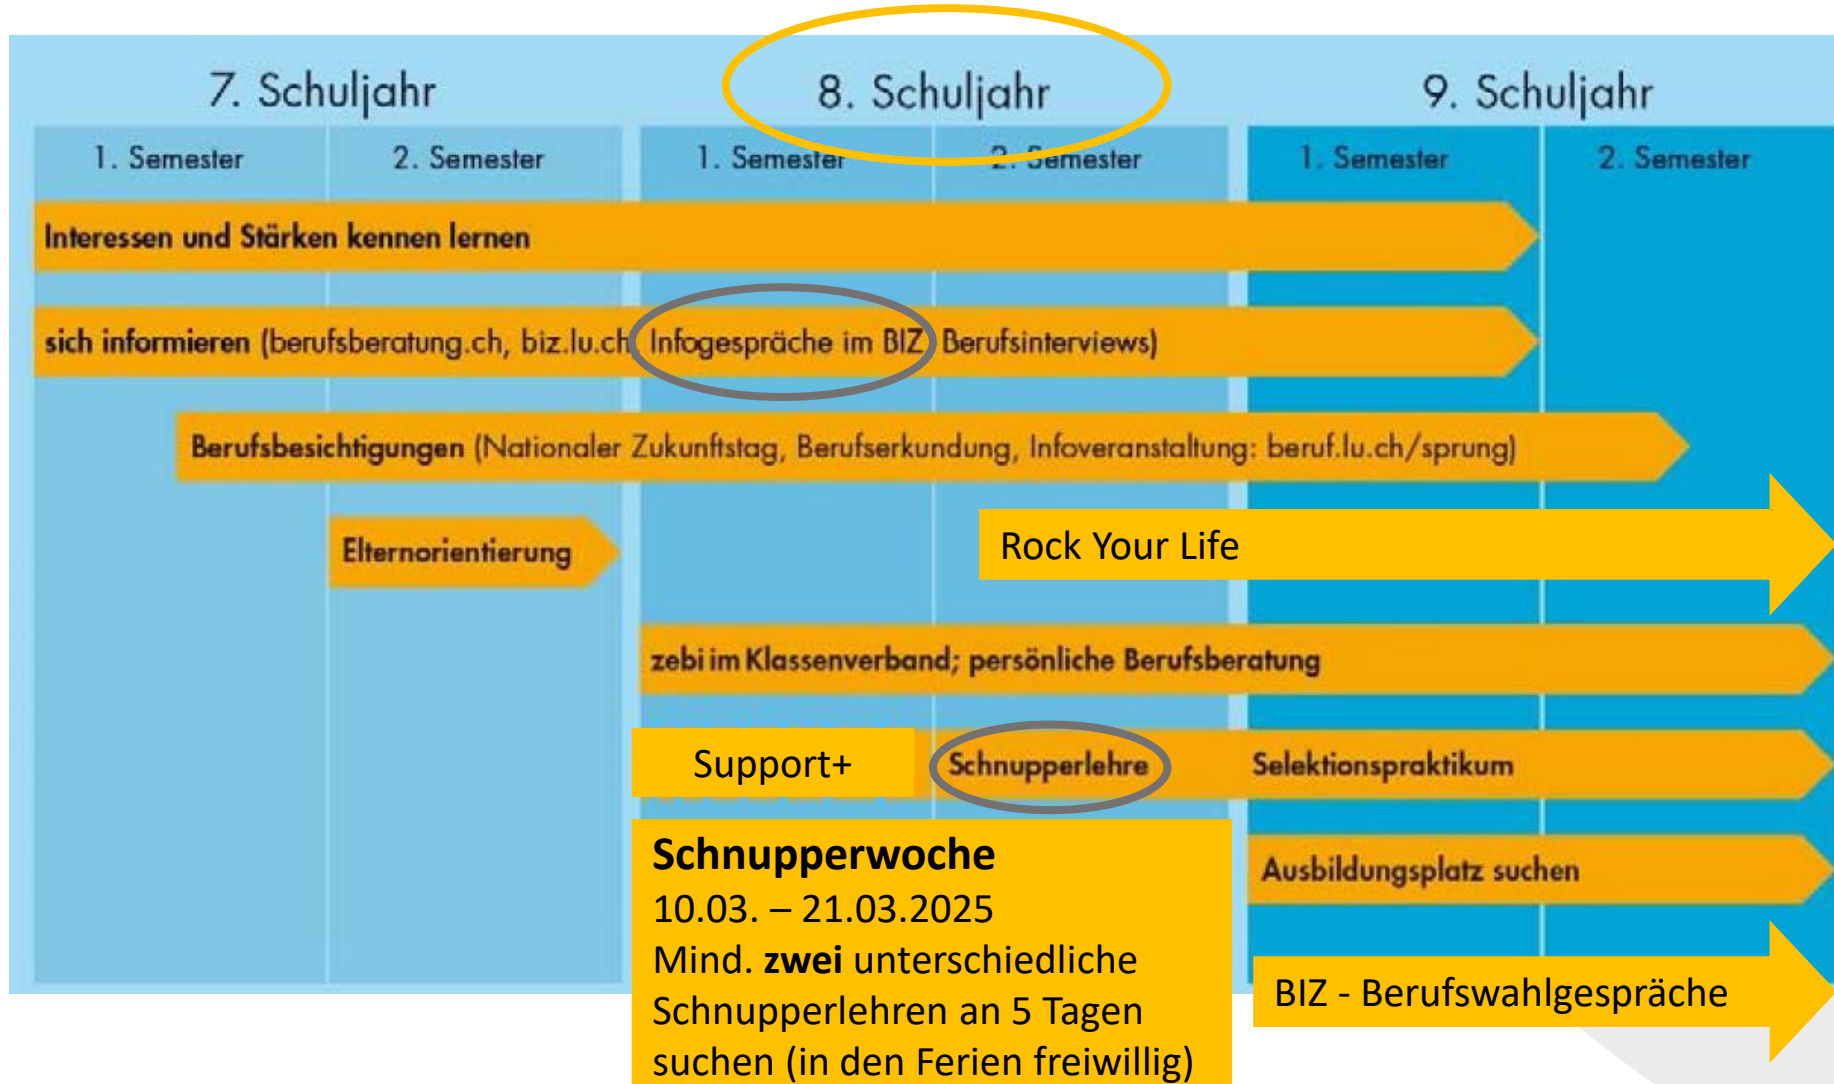 7. Schuljahr
8. Schuljahr
9. Schuljahr
1. Semester
2. Semester
1. Semester
2. Semester
1. Semester
2. Semester
Interessen und Stärken kennen lernen
sich informieren (berufsberatung.ch, biz.lu.ch, Infogespräche im BIZ, Berufsinterviews)
Berufsbesichtigungen (Nationaler Zukunftstag, Berufserkundung, Infoveranstaltung: beruf.lu.ch/sprung)
Elternorientierung
Rock Your Life
zebi im Klassenverband; persönliche Berufsberatung
Support+
Schnupperlehre
Selektionspraktikum
Schnupperwoche
10.03. – 21.03.2025
Mind. zwei unterschiedliche
Schnupperlehren an 5 Tagen
suchen (in den Ferien freiwillig)
Ausbildungsplatz suchen
BIZ - Berufswahlgespräche